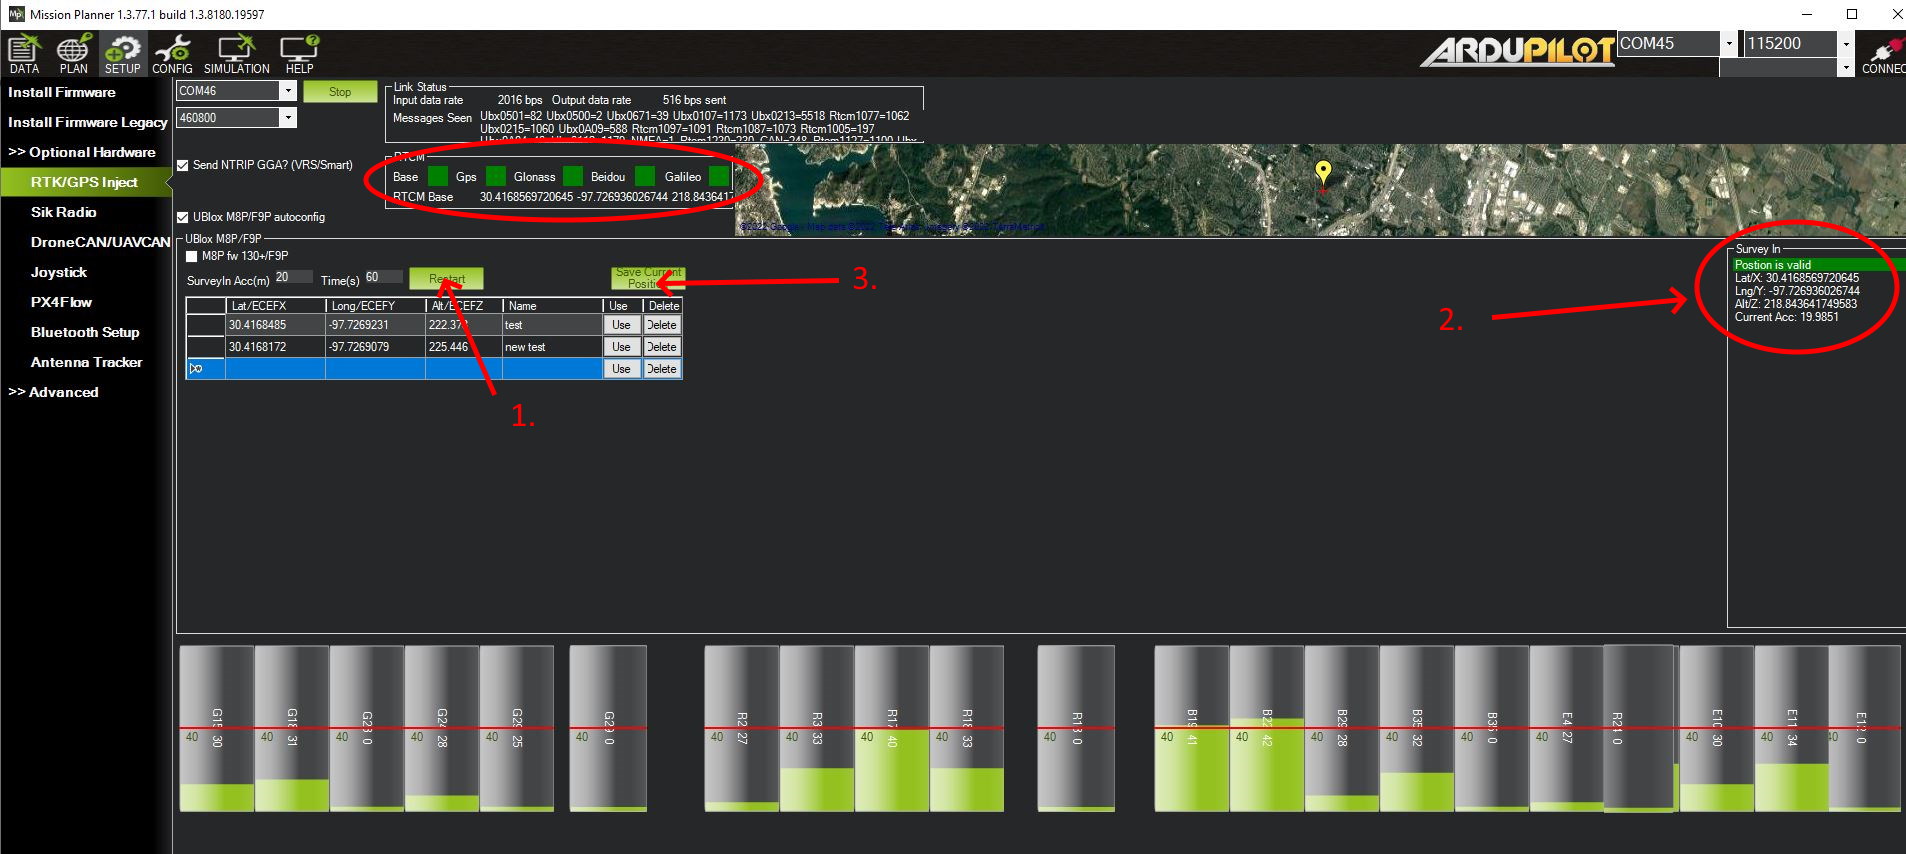 Mission Planner 1.3.77.1 build 1.3.8180.19597
DATA PLAN SETUP CONFIG SIMULATION HELP
ARDUPILOT
COM45 115200
CONNEC
Install Firmware
Install Firmware Legacy
>> Optional Hardware
RTK/GPS Inject
Sik Radio
DroneCAN/UAVCAN
Joystick
PX4Flow
Bluetooth Setup
Antenna Tracker
>> Advanced
COM46 Stop
460800
Link Status
Input data rate 2016 bps Output data rate 516 bps sent
Messages Seen Ubx0501=82 Ubx0500=2 Ubx0671=39 Ubx0107=1173 Ubx0213=5518 Rtcm1077=1062
Ubx0215=1060 Ubx0A09=588 Rtcm1097=1091 Rtcm1087=1073 Rtcm1005=197
Send NTRIP GGA? (VRS/Smart)
RTCM
Base Gps Glonass Beidou Galileo
RTCM Base 30.4168569720645 -97.726936026744 218.8436417
UBlox M8P/F9P autoconfig
UBlox M8P/F9P
M8P fw 130+/F9P
SurveyIn Acc(m) 20 Time(s) 60 Restart Save Current
Positi
Lat/ECEFX Long/ECEFY Alt/ECEFZ Name Use Delete
30.4168485 -97.7269231 222.37 test Use Delete
30.4168172 -97.7269079 225.446 new test Use Delete
Use Delete
1.
2.
3.
Survey In
Postion is valid
Lat/X: 30.4168569720645
Lng/Y: -97.726936026744
Alt/Z: 218.843641749583
Current Acc: 19.9851
G15 30
40
G18 31
40
G23 0
40
G24 28
40
G25 25
40
G29 0
40
R2 27
40
R3 33
40
R17 40
40
R18 33
40
R13 0
40
B19 41
40
B22 42
40
B29 28
40
B35 32
40
B36 0
40
E4 27
40
R24 0
E10 30
40
E11 34
40
E12 0
40